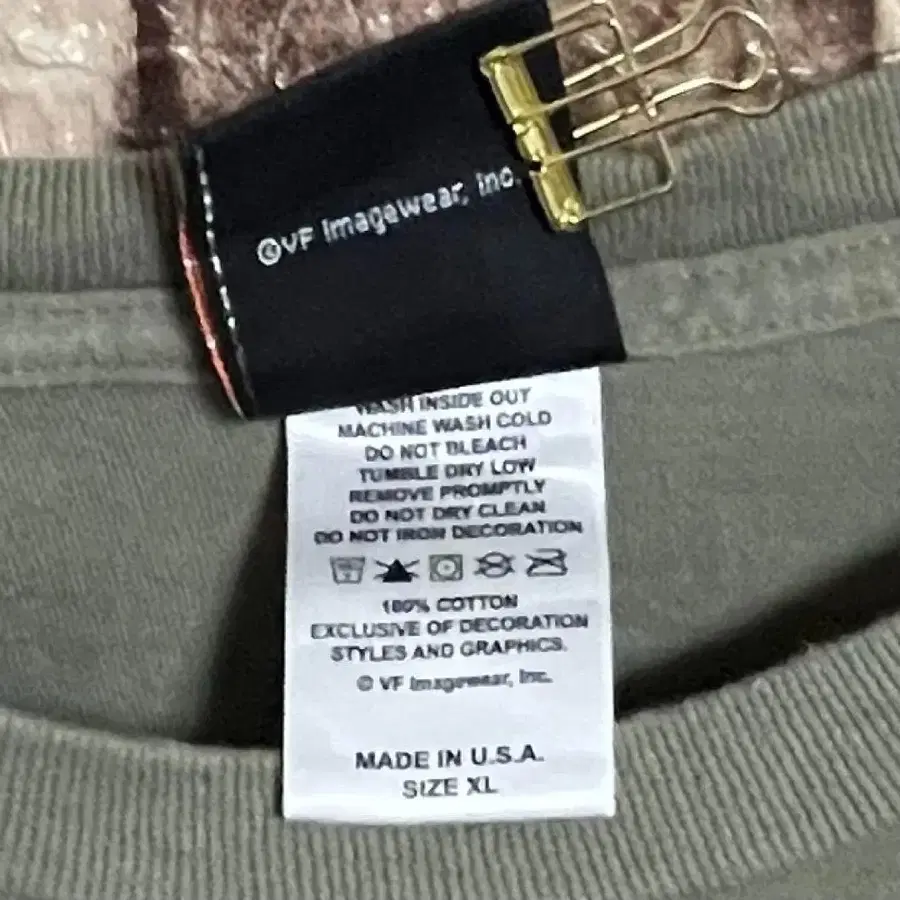 ©VF Imagewear, Inc.
WASH INSIDE OUT
MACHINE WASH COLD
DO NOT BLEACH
TUMBLE DRY LOW
REMOVE PROMPTLY
DO NOT DRY CLEAN
DO NOT IRON DECORATION
100% COTTON
EXCLUSIVE OF DECORATION
STYLES AND GRAPHICS.
© VF Imagewear, Inc.
MADE IN U.S.A.
SIZE XL